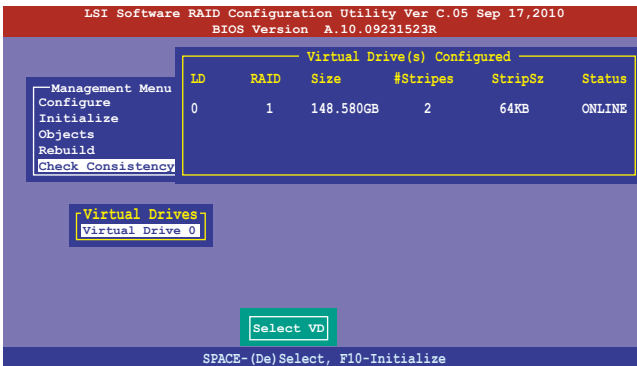 LSI Software RAID Configuration Utility Ver C.05 Sep 17,2010
BIOS Version A.10.09231523R
Virtual Drive(s) Configured
LD RAID Size #Stripes StripSz Status
0 1 148.580GB 2 64KB ONLINE
Management Menu
Configure
Initialize
Objects
Rebuild
Check Consistency
Virtual Drives
Virtual Drive 0
Select VD
SPACE-(De)Select, F10-Initialize